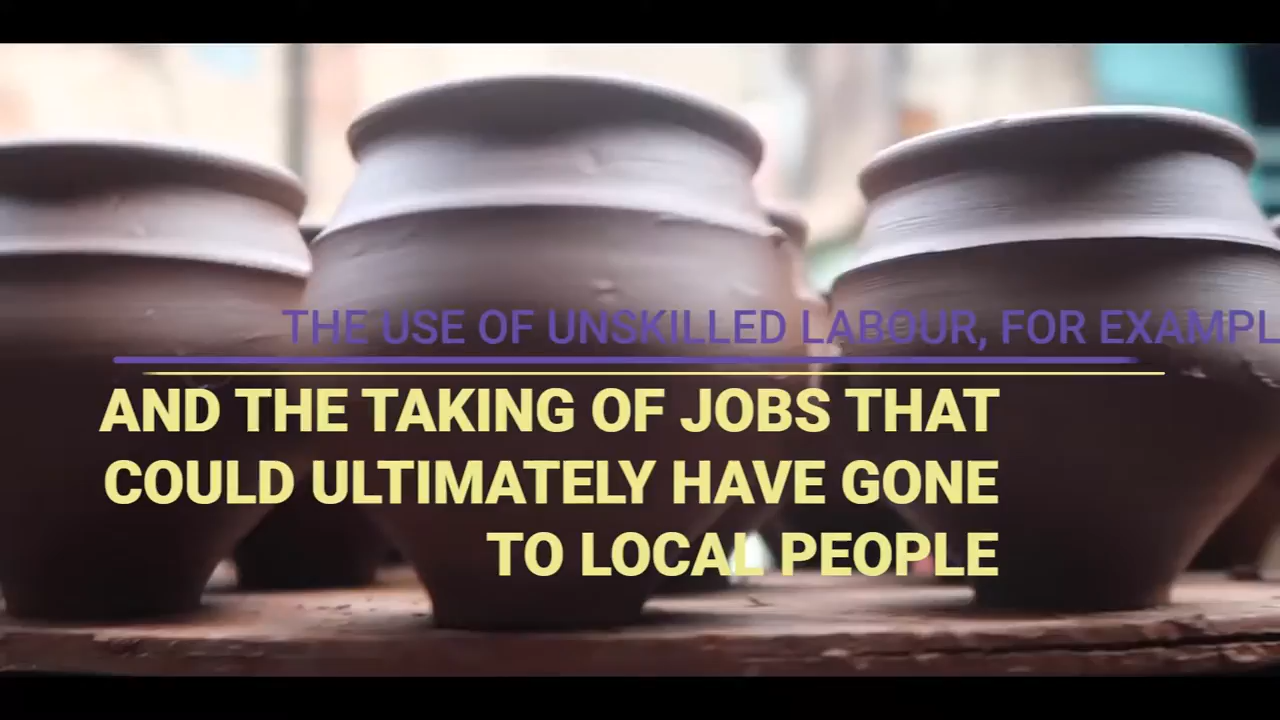 THE USE OF UNSKILLED LABOUR, FOR EXAMPL
AND THE TAKING OF JOBS THAT
COULD ULTIMATELY HAVE GONE
TO LOCAL PEOPLE